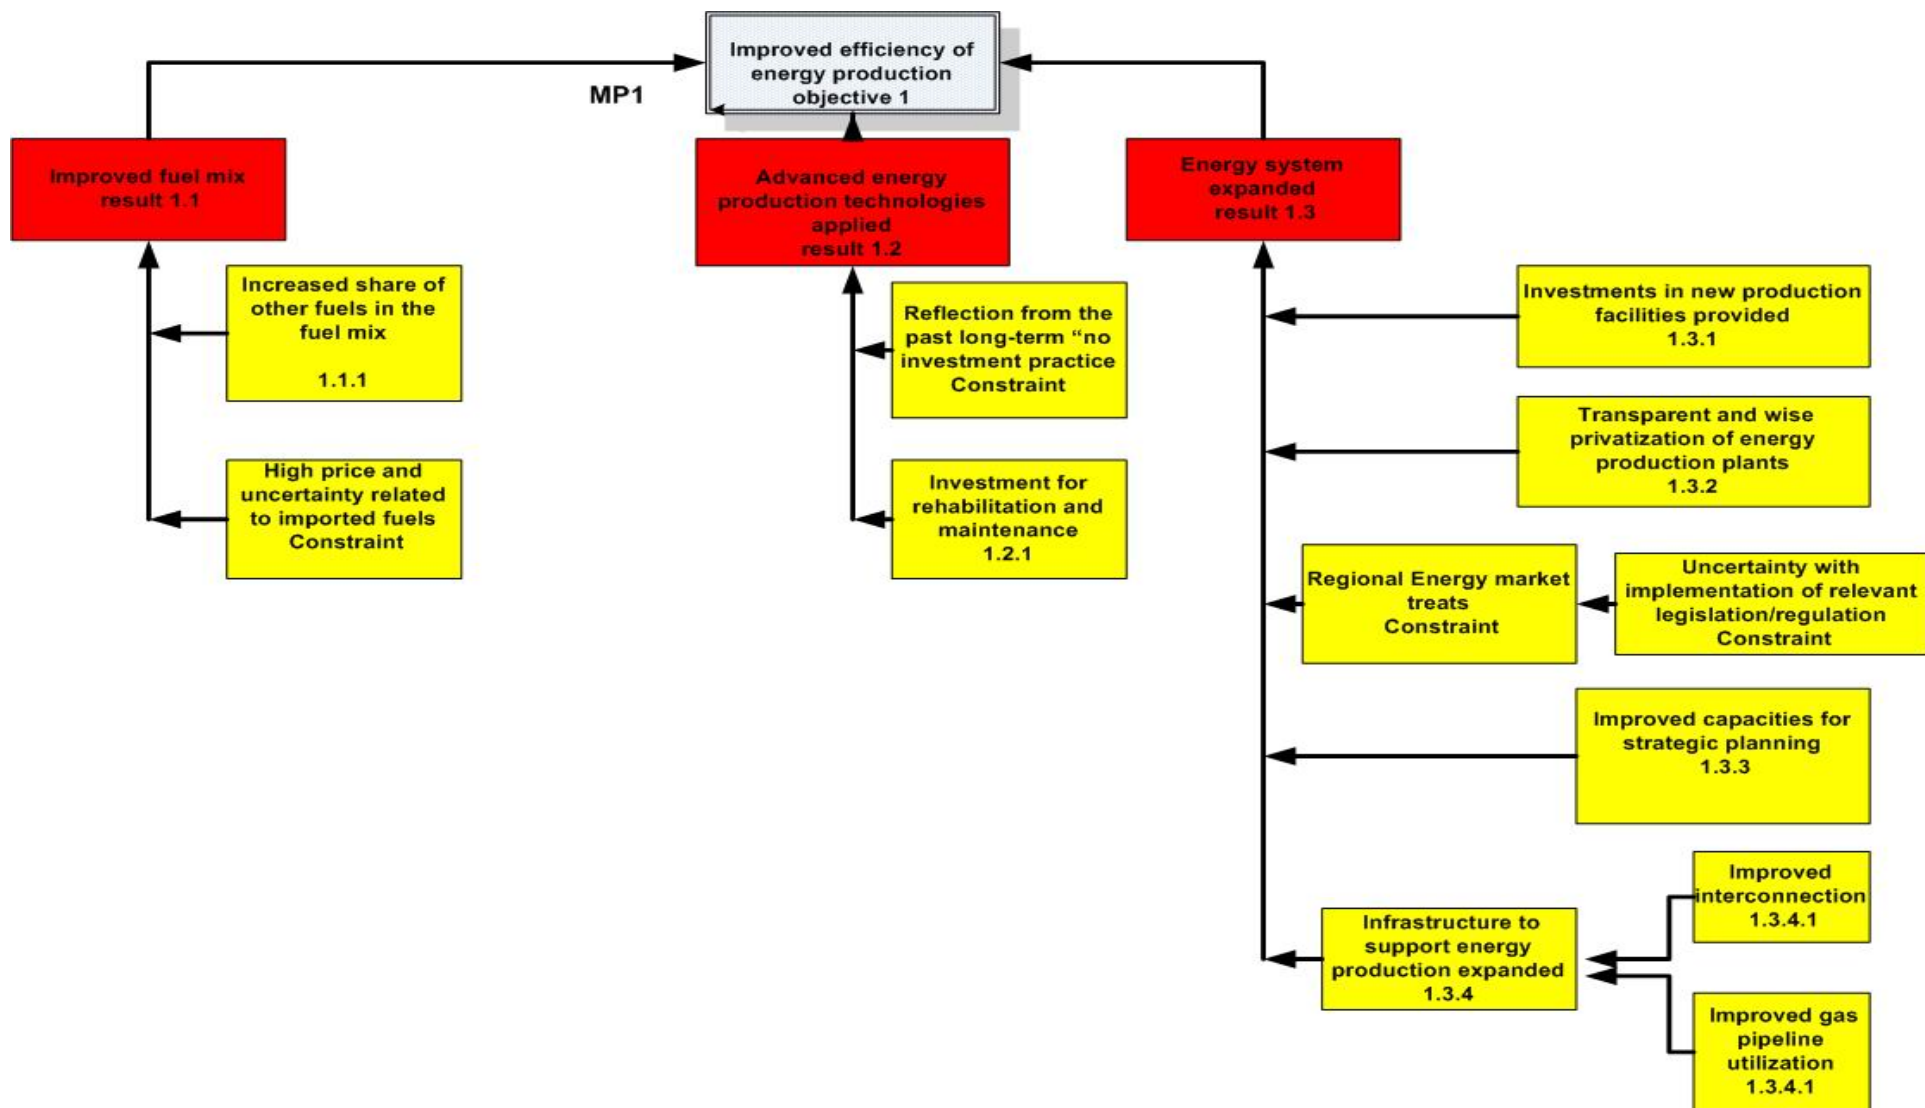 Improved efficiency of
energy production
objective 1
MP1
Improved fuel mix
result 1.1
Advanced energy
production technologies
applied
result 1.2
Energy system
expanded
result 1.3
Increased share of
other fuels in the
fuel mix
1.1.1
High price and
uncertainty related
to imported fuels
Constraint
Reflection from the
past long-term “no
investment practice
Constraint
Investment for
rehabilitation and
maintenance
1.2.1
Investments in new production
facilities provided
1.3.1
Transparent and wise
privatization of energy
production plants
1.3.2
Regional Energy market
treats
Constraint
Uncertainty with
implementation of relevant
legislation/regulation
Constraint
Improved capacities for
strategic planning
1.3.3
Infrastructure to
support energy
production expanded
1.3.4
Improved
interconnection
1.3.4.1
Improved gas
pipeline
utilization
1.3.4.1